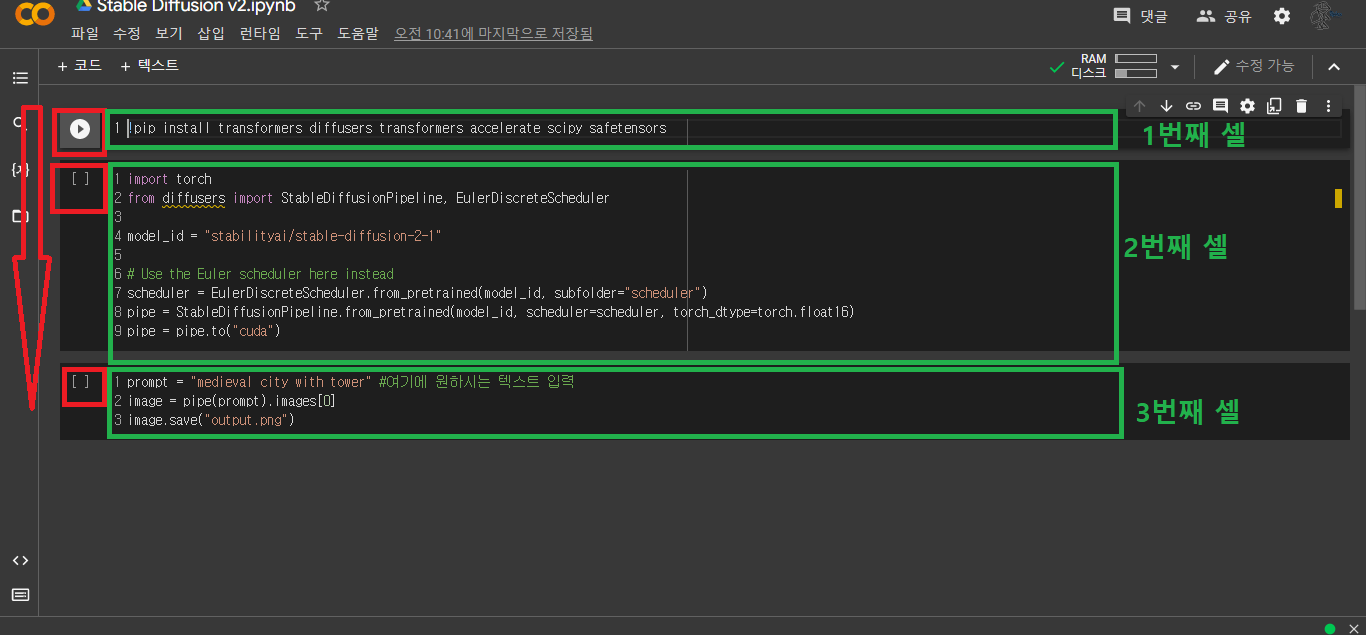 Stable Diffusion v2.ipynb
댓글 공유
파일 수정 보기 삽입 런타임 도구 도움말 오전 10:41에 마지막으로 저장됨
+ 코드 + 텍스트
RAM
디스크
수정 가능
1 !pip install transformers diffusers transformers accelerate scipy safetensors
1번째 셀
[ ]
1 import torch
2 from diffusers import StableDiffusionPipeline, EulerDiscreteScheduler
3
4 model_id = "stabilityai/stable-diffusion-2-1"
5
6 # Use the Euler scheduler here instead
7 scheduler = EulerDiscreteScheduler.from_pretrained(model_id, subfolder="scheduler")
8 pipe = StableDiffusionPipeline.from_pretrained(model_id, scheduler=scheduler, torch_dtype=torch.float16)
9 pipe = pipe.to("cuda")
2번째 셀
[ ]
1 prompt = "medieval city with tower" #여기에 원하시는 텍스트 입력
2 image = pipe(prompt).images[0]
3 image.save("output.png")
3번째 셀